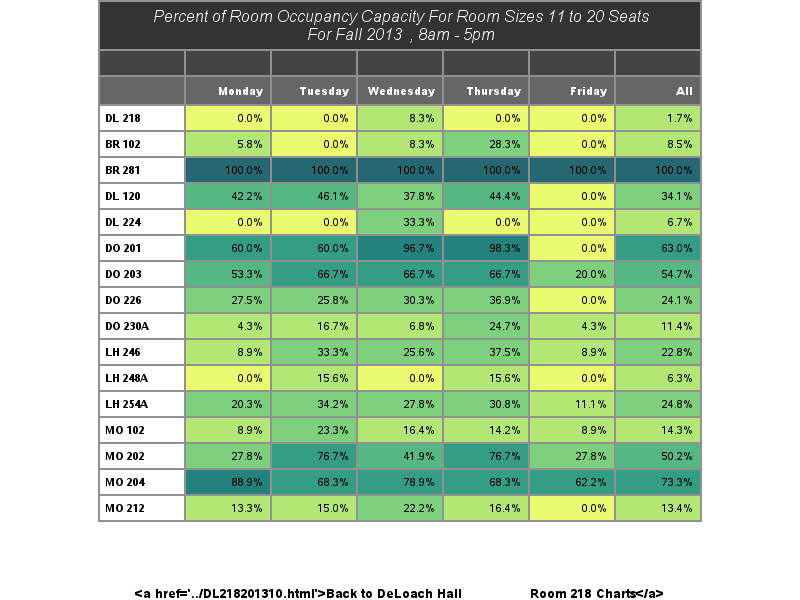 Percent of Room Occupancy Capacity For Room Sizes 11 to 20 Seats
For Fall 2013 , 8am - 5pm
Monday Tuesday Wednesday Thursday Friday All
DL 218 0.0% 0.0% 8.3% 0.0% 0.0% 1.7%
BR 102 5.8% 0.0% 8.3% 28.3% 0.0% 8.5%
BR 281 100.0% 100.0% 100.0% 100.0% 100.0% 100.0%
DL 120 42.2% 46.1% 37.8% 44.4% 0.0% 34.1%
DL 224 0.0% 0.0% 33.3% 0.0% 0.0% 6.7%
DO 201 60.0% 60.0% 96.7% 98.3% 0.0% 63.0%
DO 203 53.3% 66.7% 66.7% 66.7% 20.0% 54.7%
DO 226 27.5% 25.8% 30.3% 36.9% 0.0% 24.1%
DO 230A 4.3% 16.7% 6.8% 24.7% 4.3% 11.4%
LH 246 8.9% 33.3% 25.6% 37.5% 8.9% 22.8%
LH 248A 0.0% 15.6% 0.0% 15.6% 0.0% 6.3%
LH 254A 20.3% 34.2% 27.8% 30.8% 11.1% 24.8%
MO 102 8.9% 23.3% 16.4% 14.2% 8.9% 14.3%
MO 202 27.8% 76.7% 41.9% 76.7% 27.8% 50.2%
MO 204 88.9% 68.3% 78.9% 68.3% 62.2% 73.3%
MO 212 13.3% 15.0% 22.2% 16.4% 0.0% 13.4%
<a href='../DL218201310.html'>Back to DeLoach Hall Room 218 Charts</a>